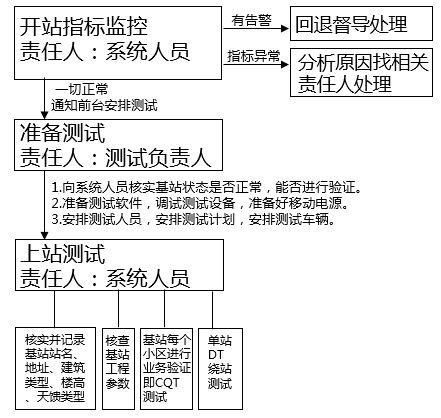 开站指标监控
责任人：系统人员
有告警
回退督导处理
指标异常
分析原因找相关
责任人处理
一切正常
通知前台安排测试
准备测试
责任人：测试负责人
1.向系统人员核实基站状态是否正常，能否进行验证。
2.准备测试软件，调试测试设备，准备好移动电源。
3.安排测试人员，安排测试计划，安排测试车辆。
上站测试
责任人：系统人员
核实并记录
基站站名、
地址、建筑
类型、楼高
、天馈类型
核查
基站
工程
参数
基站每个
小区进行
业务验证
即CQT
测试
单站
DT
绕站
测试